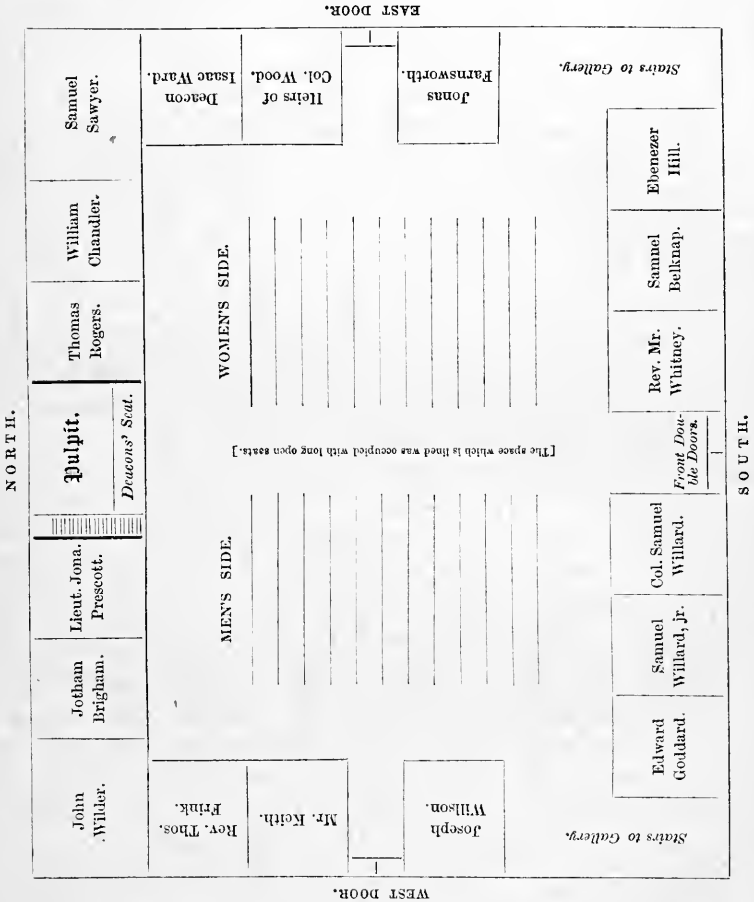 EAST DOOR.
NORTH.
Samuel
Sawyer.
William
Chandler.
Thomas
Rogers.
Pulpit.
Deacons' Seat.
Lieut. Jona.
Prescott.
Jotham
Brigham.
John
Wilder.
Deacon
Isaac Ward.
Heirs of
Col. Wood.
Jonas
Farnsworth.
Stairs to Gallery.
WOMEN'S SIDE.
[The space which is lined was occupied with long open seats.]
MEN'S SIDE.
Rev. Thos.
Frink.
Mr. Keith.
Joseph
Willson.
Stairs to Gallery.
Ebenezer
Hill.
Samuel
Belknap.
Rev. Mr.
Whitney.
Front Dou-
ble Doors.
Col. Samuel
Willard.
Samuel
Willard, jr.
Edward
Goddard.
SOUTH.
WEST DOOR.